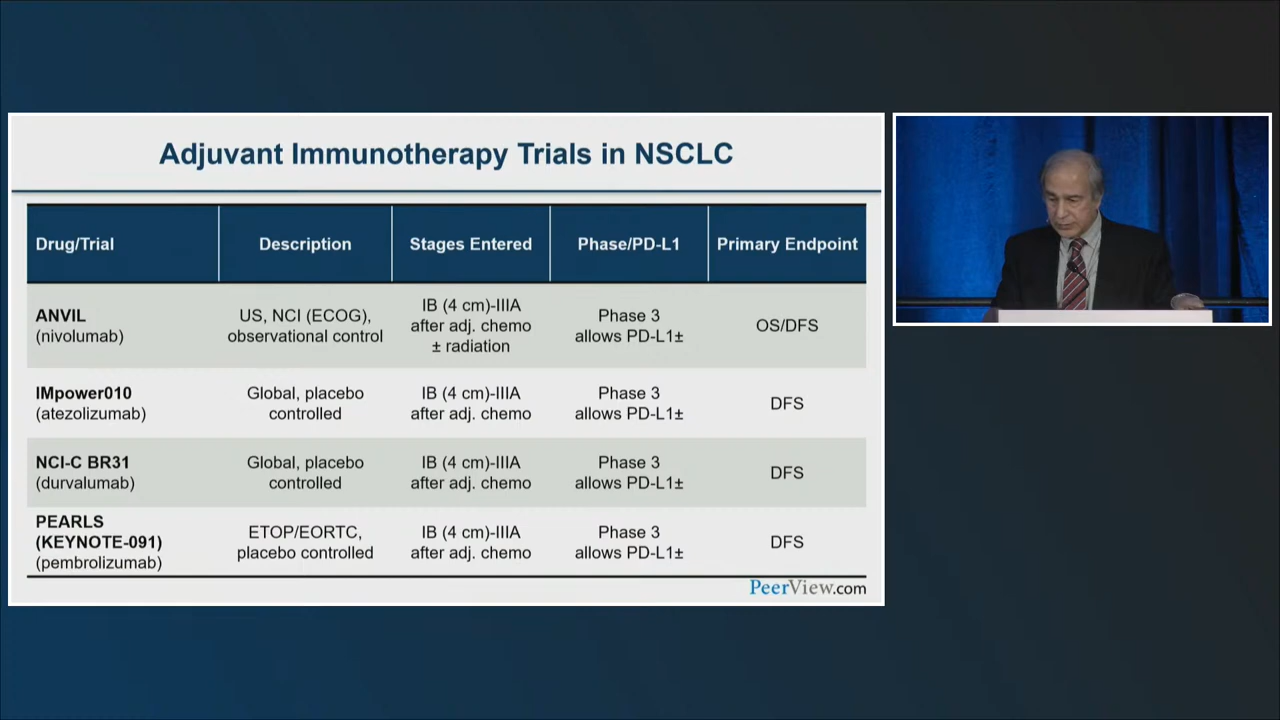 Adjuvant Immunotherapy Trials in NSCLC
Drug/Trial
Description
Stages Entered
Phase/PD-L1
Primary Endpoint
ANVIL
(nivolumab)
US, NCI (ECOG),
observational control
IB (4 cm)-IIIA
after adj. chemo
± radiation
Phase 3
allows PD-L1±
OS/DFS
IMpower010
(atezolizumab)
Global, placebo
controlled
IB (4 cm)-IIIA
after adj. chemo
Phase 3
allows PD-L1±
DFS
NCI-C BR31
(durvalumab)
Global, placebo
controlled
IB (4 cm)-IIIA
after adj. chemo
Phase 3
allows PD-L1±
DFS
PEARLS
(KEYNOTE-091)
(pembrolizumab)
ETOP/EORTC,
placebo controlled
IB (4 cm)-IIIA
after adj. chemo
Phase 3
allows PD-L1±
DFS
PeerView.com